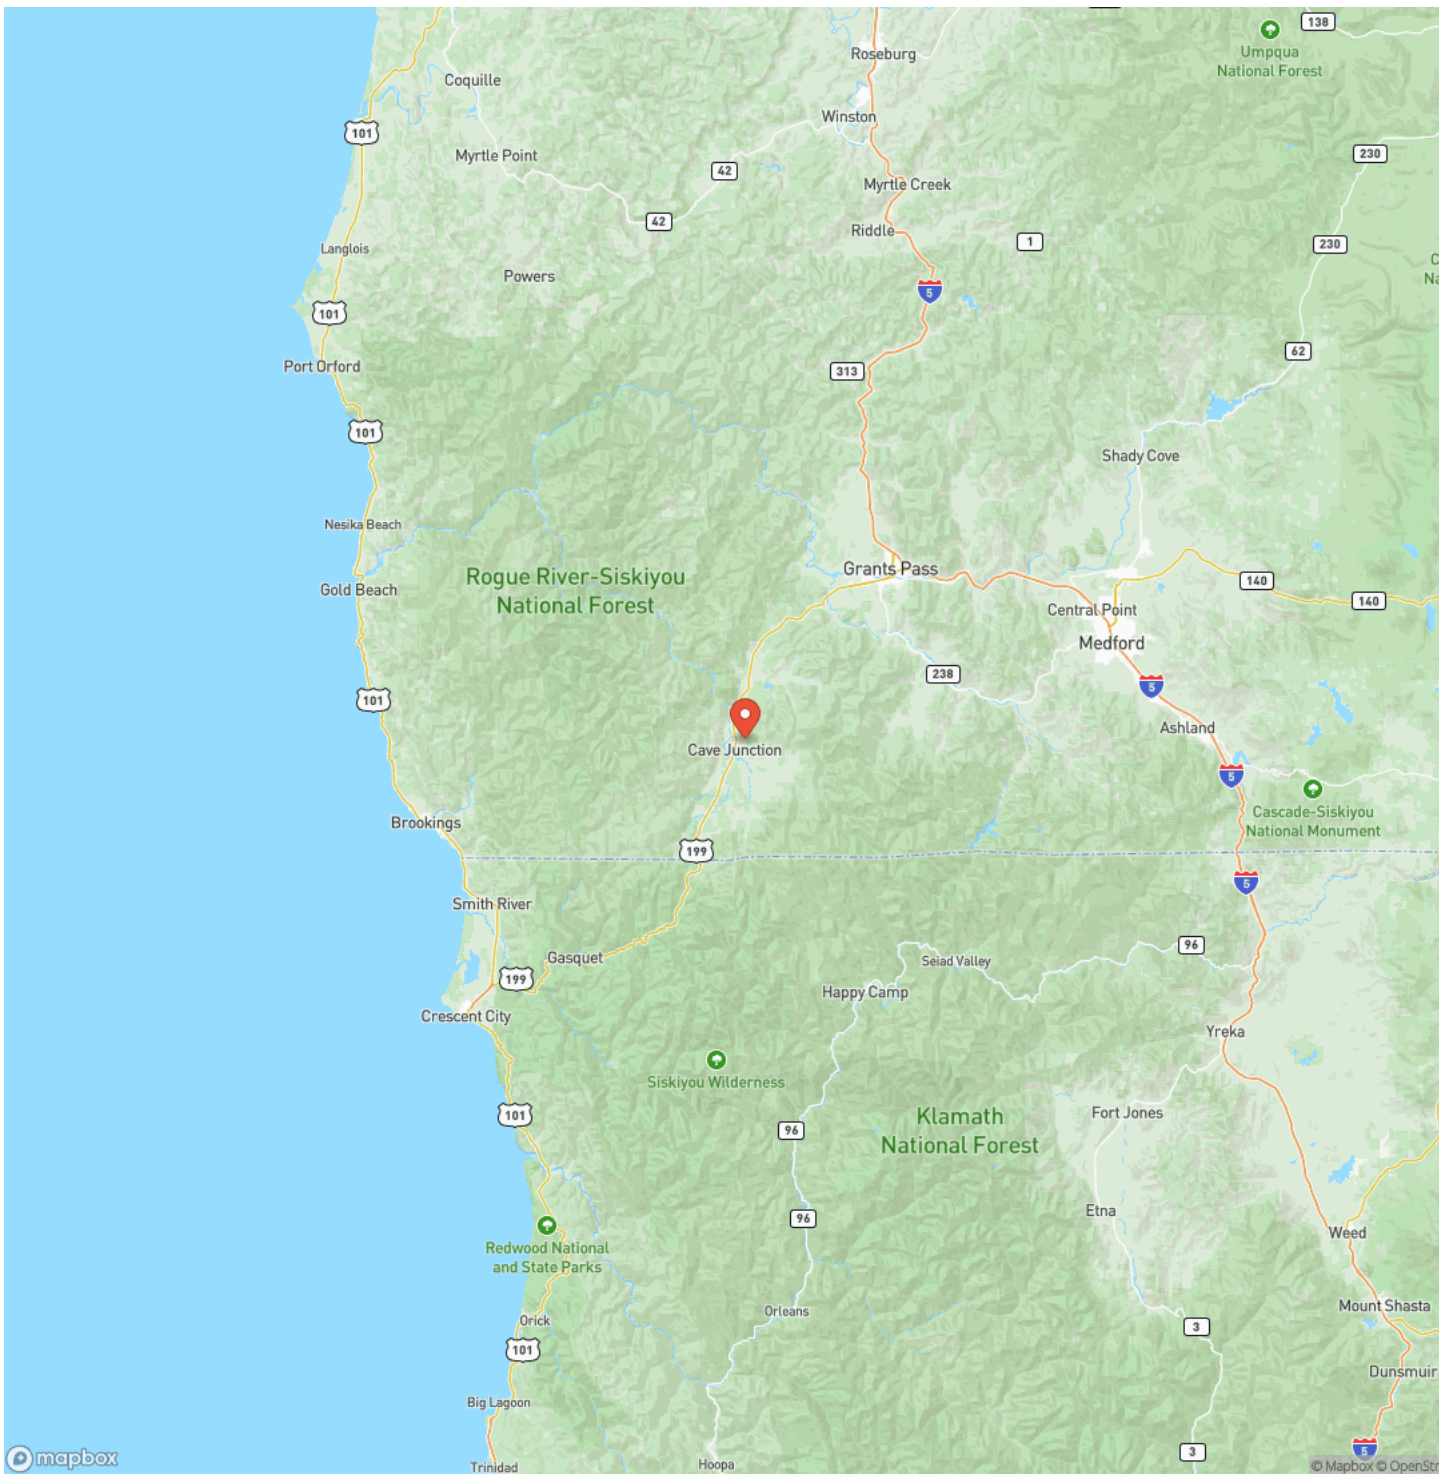 138
Roseburg
Umpqua
National Forest
Coquille
Winston
101
230
Myrtle Point
42
Myrtle Creek
42
Riddle
1
230
Langlois
Powers
5
101
62
Port Orford
313
101
Shady Cove
Nesika Beach
Grants Pass
Rogue River-Siskiyou
National Forest
140
Gold Beach
140
Central Point
Medford
238
5
101
Ashland
Cave Junction
5
Cascade-Siskiyou
National Monument
Brookings
199
5
Smith River
96
Gasquet
Seiad Valley
199
Happy Camp
Crescent City
Yreka
Siskiyou Wilderness
101
Klamath
National Forest
Fort Jones
96
Etna
96
Weed
Redwood National
and State Parks
Mount Shasta
Orleans
Orick
3
101
Dunsmuir
Big Lagoon
5
3
mapbox
Hoopa
Trinidad
© Mapbox © OpenStr